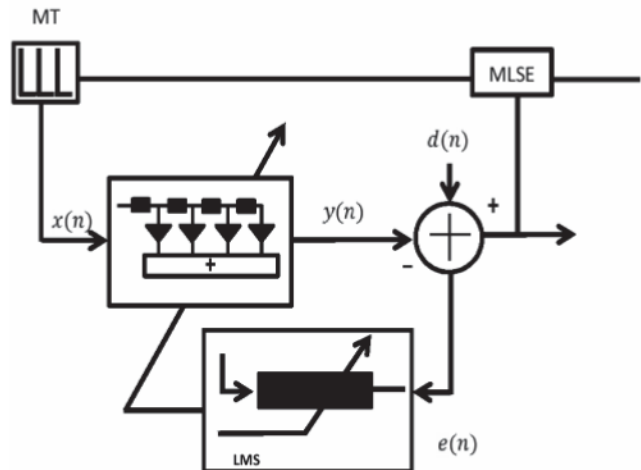 MT
MLSE
d(n)
x(n)
y(n)
+
-
+
LMS
e(n)